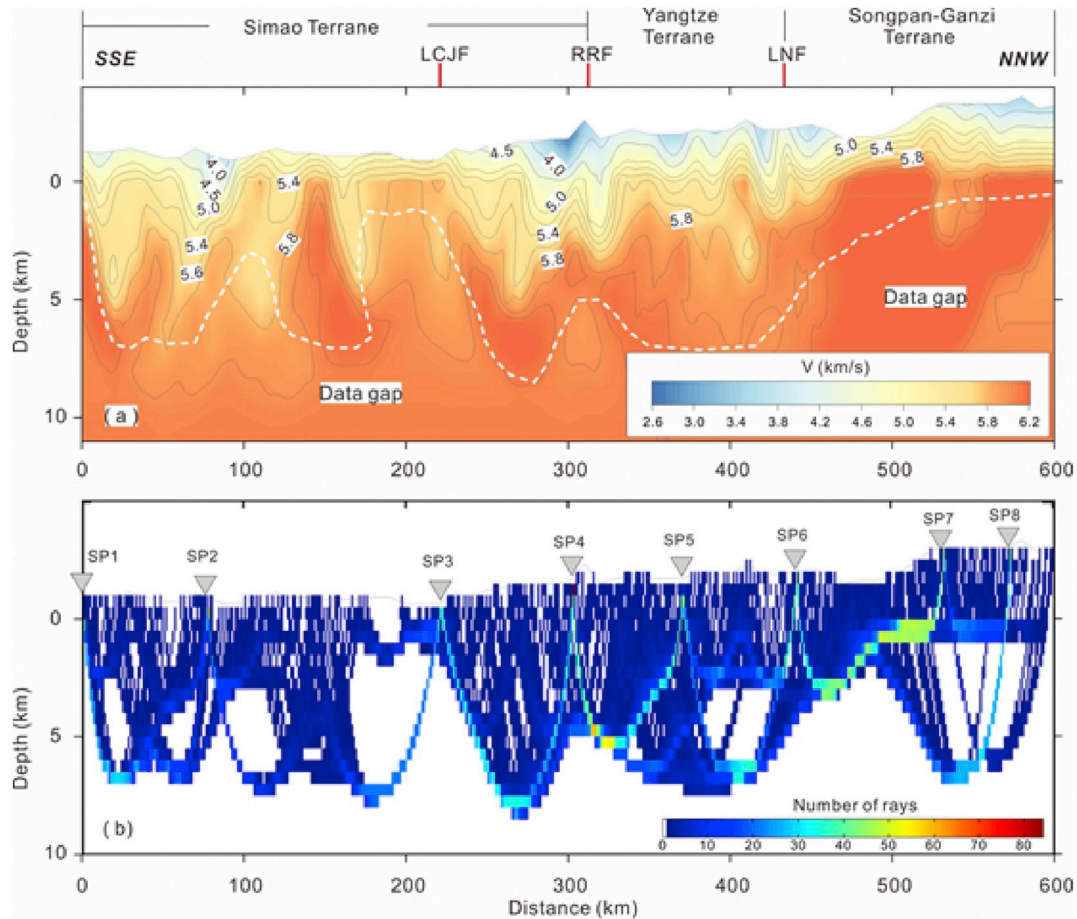 Simao Terrane
Yangtze
Terrane
Songpan-Ganzi
Terrane
SSE
LCJF
RRF
LNF
NNW
4.0
4.5
5.0
5.4
5.4
5.6
5.8
4.5
4.0
5.0
5.4
5.8
5.8
5.0
5.4
5.8
0
5
10
Depth (km)
Data gap
Data gap
V (km/s)
2.6 3.0 3.4 3.8 4.2 4.6 5.0 5.4 5.8 6.2
( a )
0 100 200 300 400 500 600
SP1
SP2
SP3
SP4
SP5
SP6
SP7
SP8
0
5
10
Depth (km)
Number of rays
0 10 20 30 40 50 60 70 80
( b )
0 100 200 300 400 500 600
Distance (km)